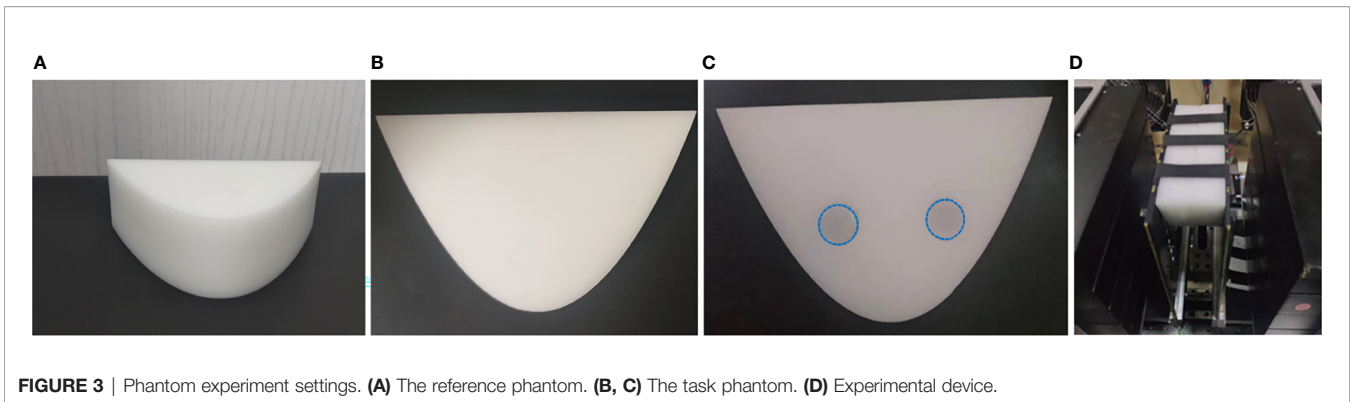 A
B
C
D
FIGURE 3 | Phantom experiment settings. (A) The reference phantom. (B, C) The task phantom. (D) Experimental device.